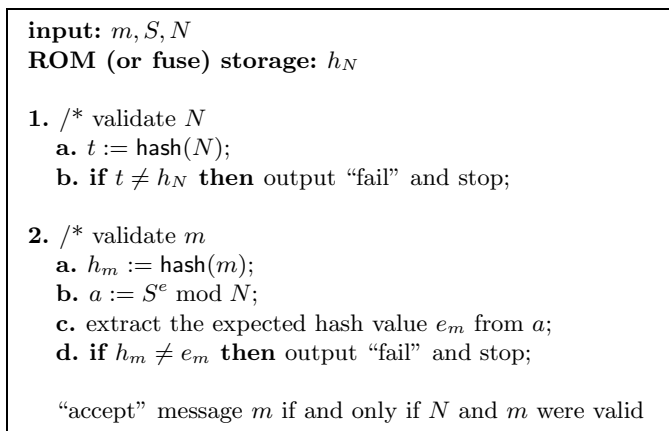 input: m, S, N
ROM (or fuse) storage: h_N
1. /* validate N
a. t := hash(N);
b. if t ≠ h_N then output “fail” and stop;
2. /* validate m
a. h_m := hash(m);
b. a := S^e mod N;
c. extract the expected hash value e_m from a;
d. if h_m ≠ e_m then output “fail” and stop;
“accept” message m if and only if N and m were valid